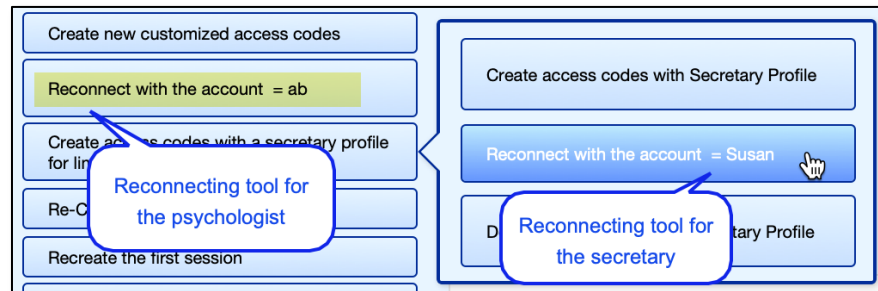 Create new customized access codes
Reconnect with the account = ab
Create access codes with a secretary profile
for lin
Re-C
Recreate the first session
Reconnecting tool for
the psychologist
Create access codes with Secretary Profile
Reconnect with the account = Susan
D
tary Profile
Reconnecting tool for
the secretary